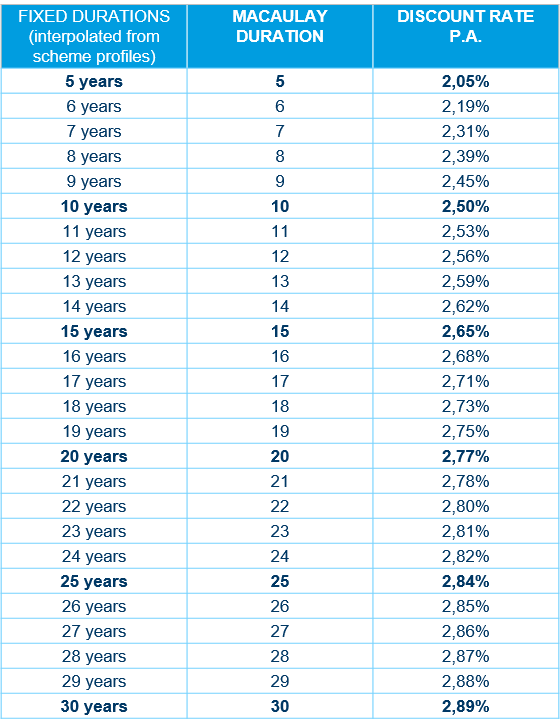 FIXED DURATIONS (interpolated from scheme profiles) MACAULAY DURATION DISCOUNT RATE P.A.
5 years 5 2,05%
6 years 6 2,19%
7 years 7 2,31%
8 years 8 2,39%
9 years 9 2,45%
10 years 10 2,50%
11 years 11 2,53%
12 years 12 2,56%
13 years 13 2,59%
14 years 14 2,62%
15 years 15 2,65%
16 years 16 2,68%
17 years 17 2,71%
18 years 18 2,73%
19 years 19 2,75%
20 years 20 2,77%
21 years 21 2,78%
22 years 22 2,80%
23 years 23 2,81%
24 years 24 2,82%
25 years 25 2,84%
26 years 26 2,85%
27 years 27 2,86%
28 years 28 2,87%
29 years 29 2,88%
30 years 30 2,89%